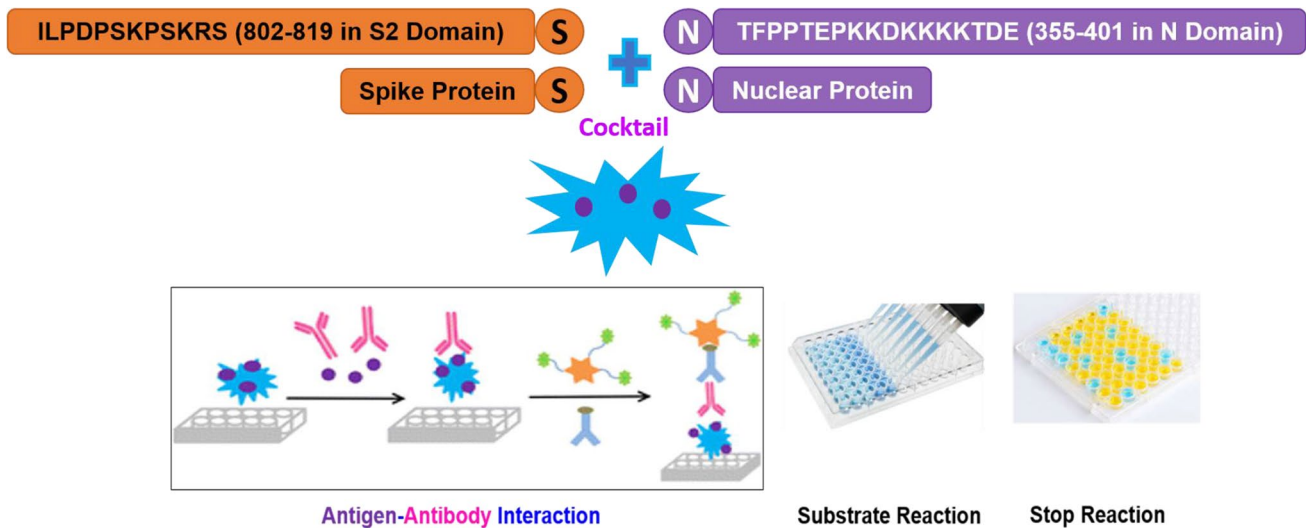 ILPDPSKPSKRS (802-819 in S2 Domain) S
N TFPPTEPKKDKKKKTDE (355-401 in N Domain)
Spike Protein S
N Nuclear Protein
Cocktail
Antigen-Antibody Interaction
Substrate Reaction
Stop Reaction